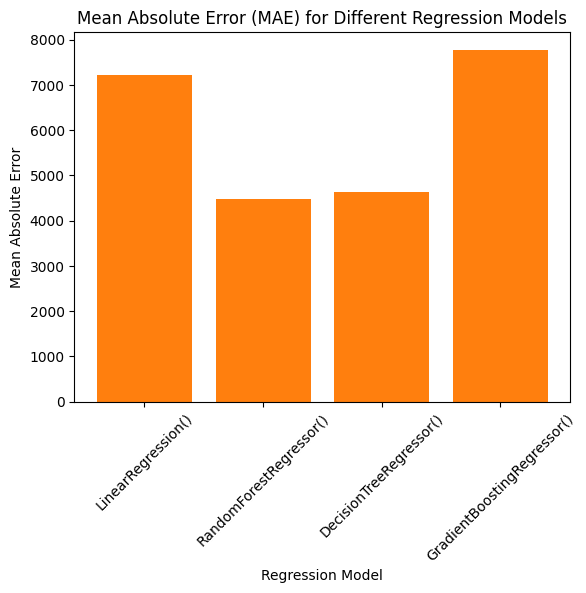 Mean Absolute Error (MAE) for Different Regression Models
Mean Absolute Error
8000
7000
6000
5000
4000
3000
2000
1000
0
LinearRegression()
RandomForestRegressor()
DecisionTreeRegressor()
GradientBoostingRegressor()
Regression Model